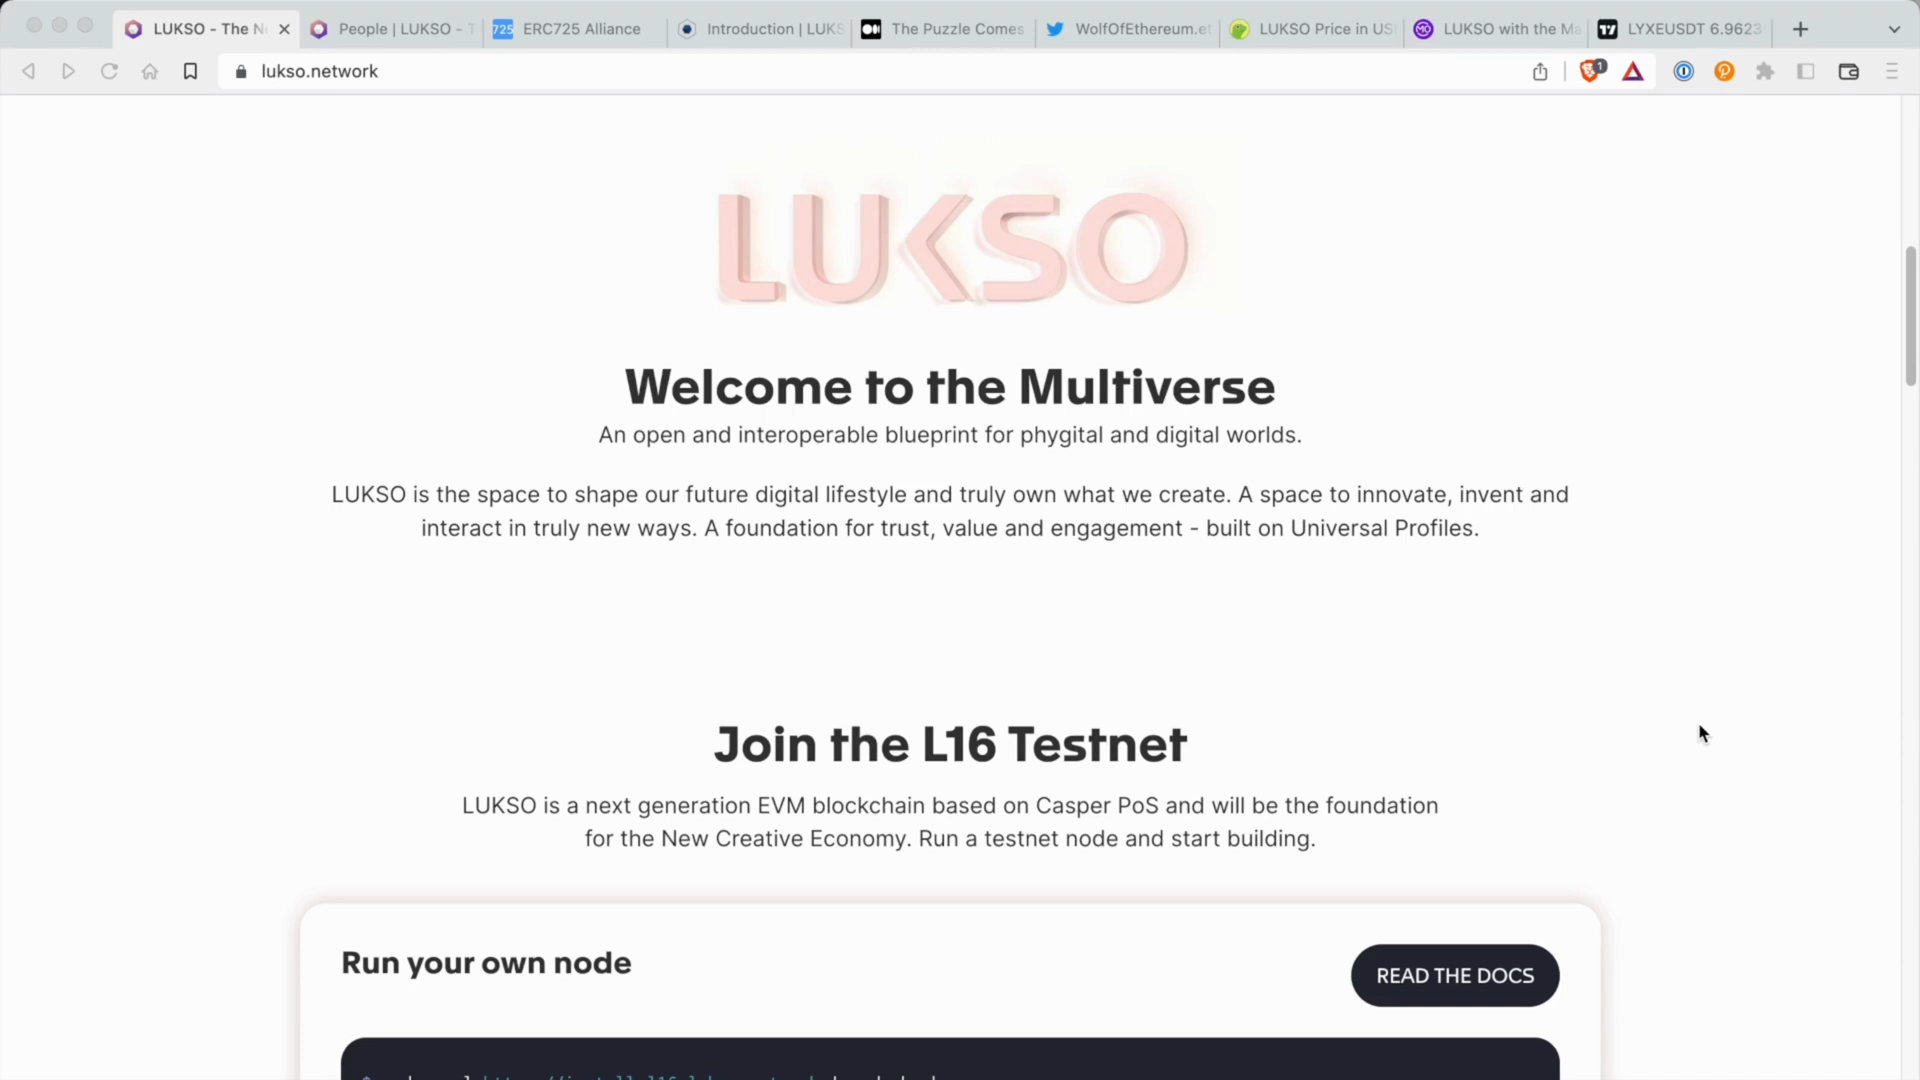 LUKSO - The N
People | LUKSO - T
725
ERC725 Alliance
Introduction | LUKS
The Puzzle Comes
WolfOfEthereum.et
LUKSO Price in US
LUKSO with the Ma
LYXEUSDT 6.9623
lukso.network
1
LUKSO
Welcome to the Multiverse
An open and interoperable blueprint for phygital and digital worlds.
LUKSO is the space to shape our future digital lifestyle and truly own what we create. A space to innovate, invent and
interact in truly new ways. A foundation for trust, value and engagement - built on Universal Profiles.
Join the L16 Testnet
LUKSO is a next generation EVM blockchain based on Casper PoS and will be the foundation
for the New Creative Economy. Run a testnet node and start building.
Run your own node
READ THE DOCS